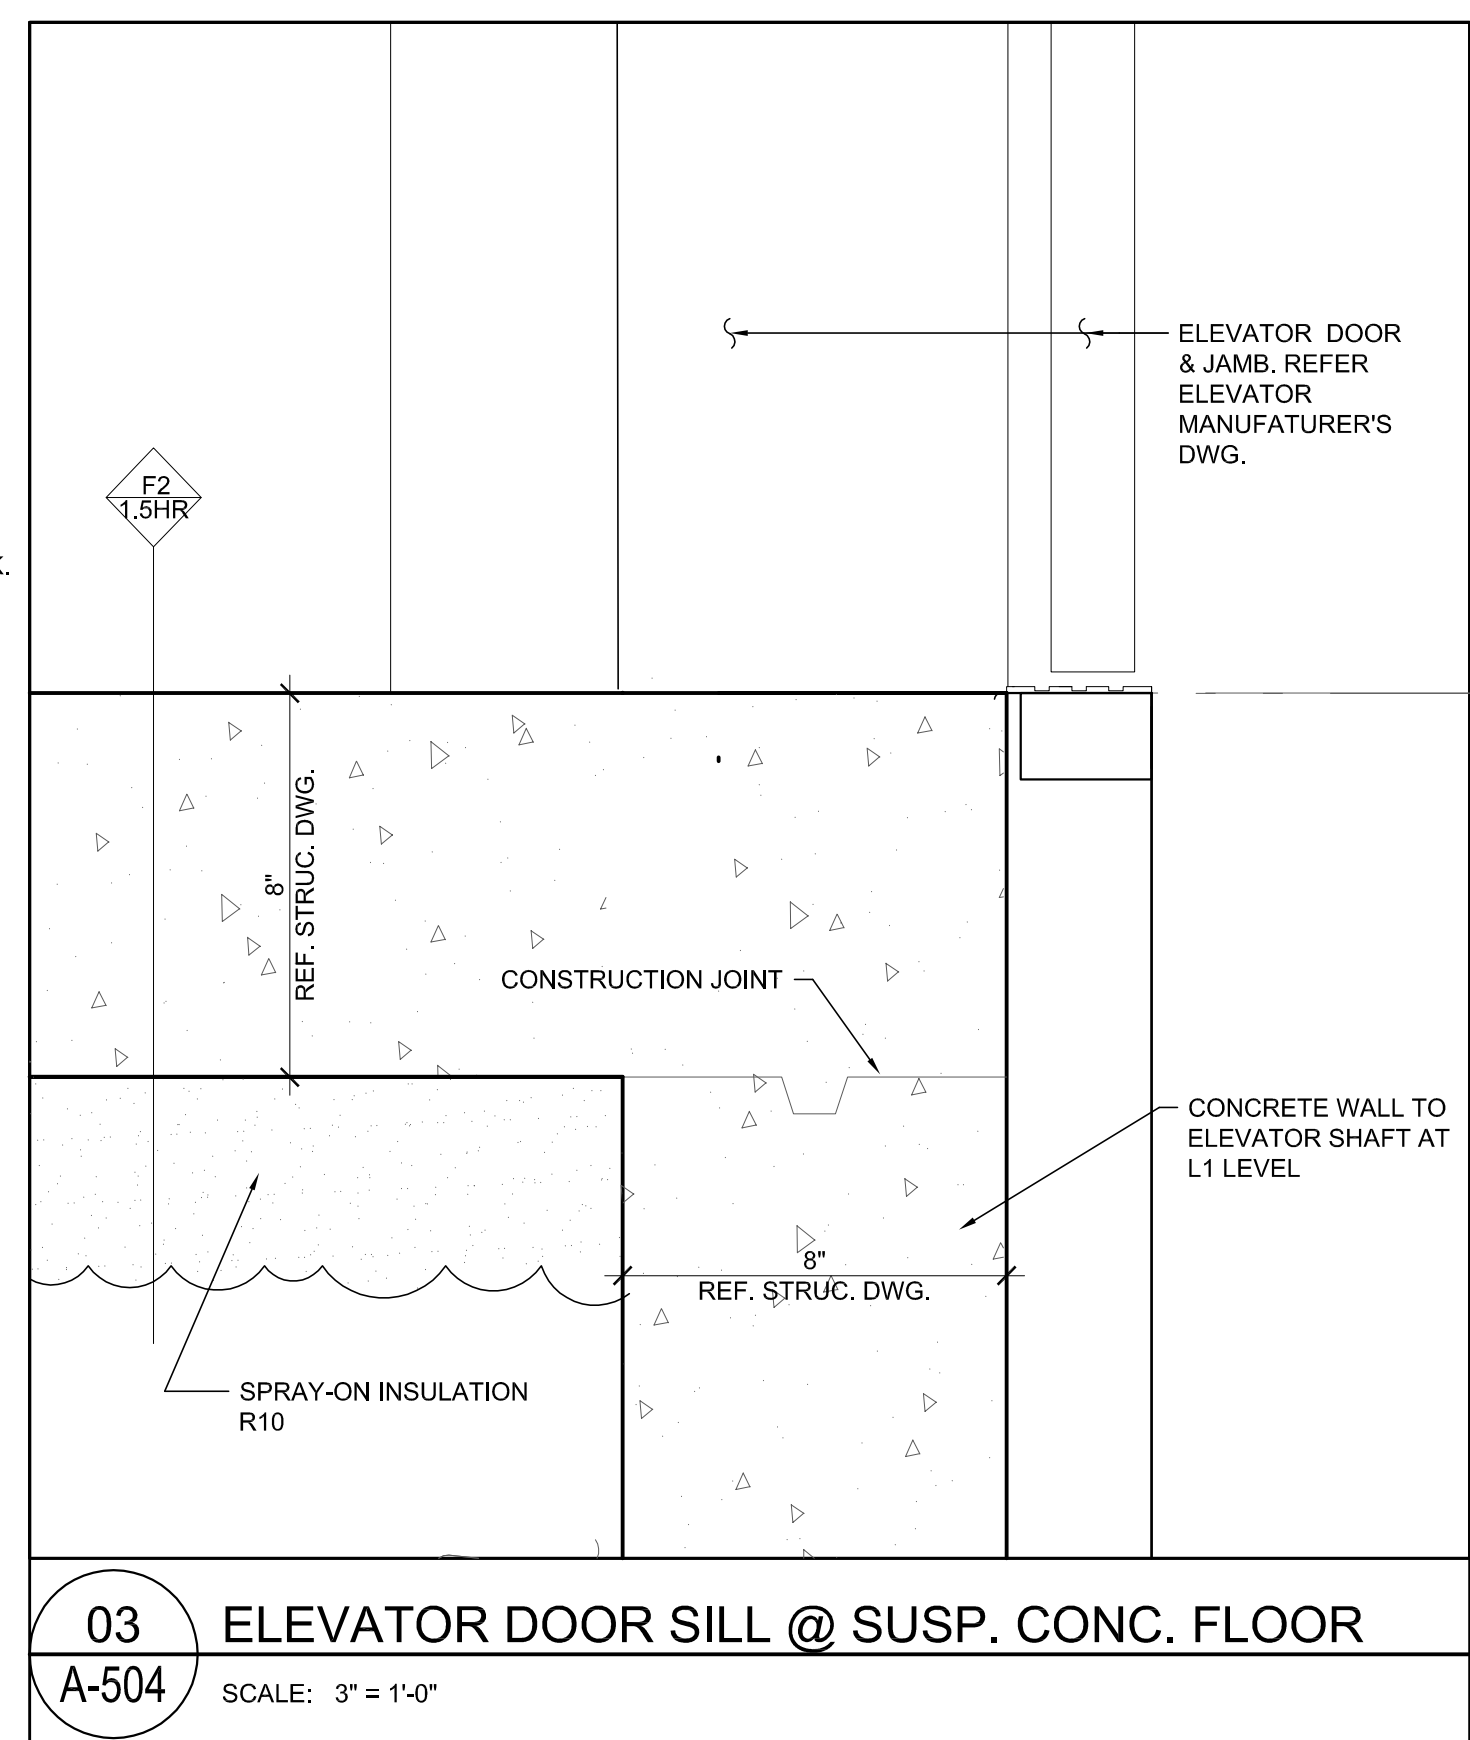 ELEVATOR DOOR
& JAMB. REFER
ELEVATOR
MANUFATURER'S
DWG.
F2
1.5HR
8"
REF. STRUC. DWG.
CONSTRUCTION JOINT
CONCRETE WALL TO
ELEVATOR SHAFT AT
L1 LEVEL
8"
REF. STRUC. DWG.
SPRAY-ON INSULATION
R10
03
A-504
ELEVATOR DOOR SILL @ SUSP. CONC. FLOOR
SCALE: 3" = 1'-0"